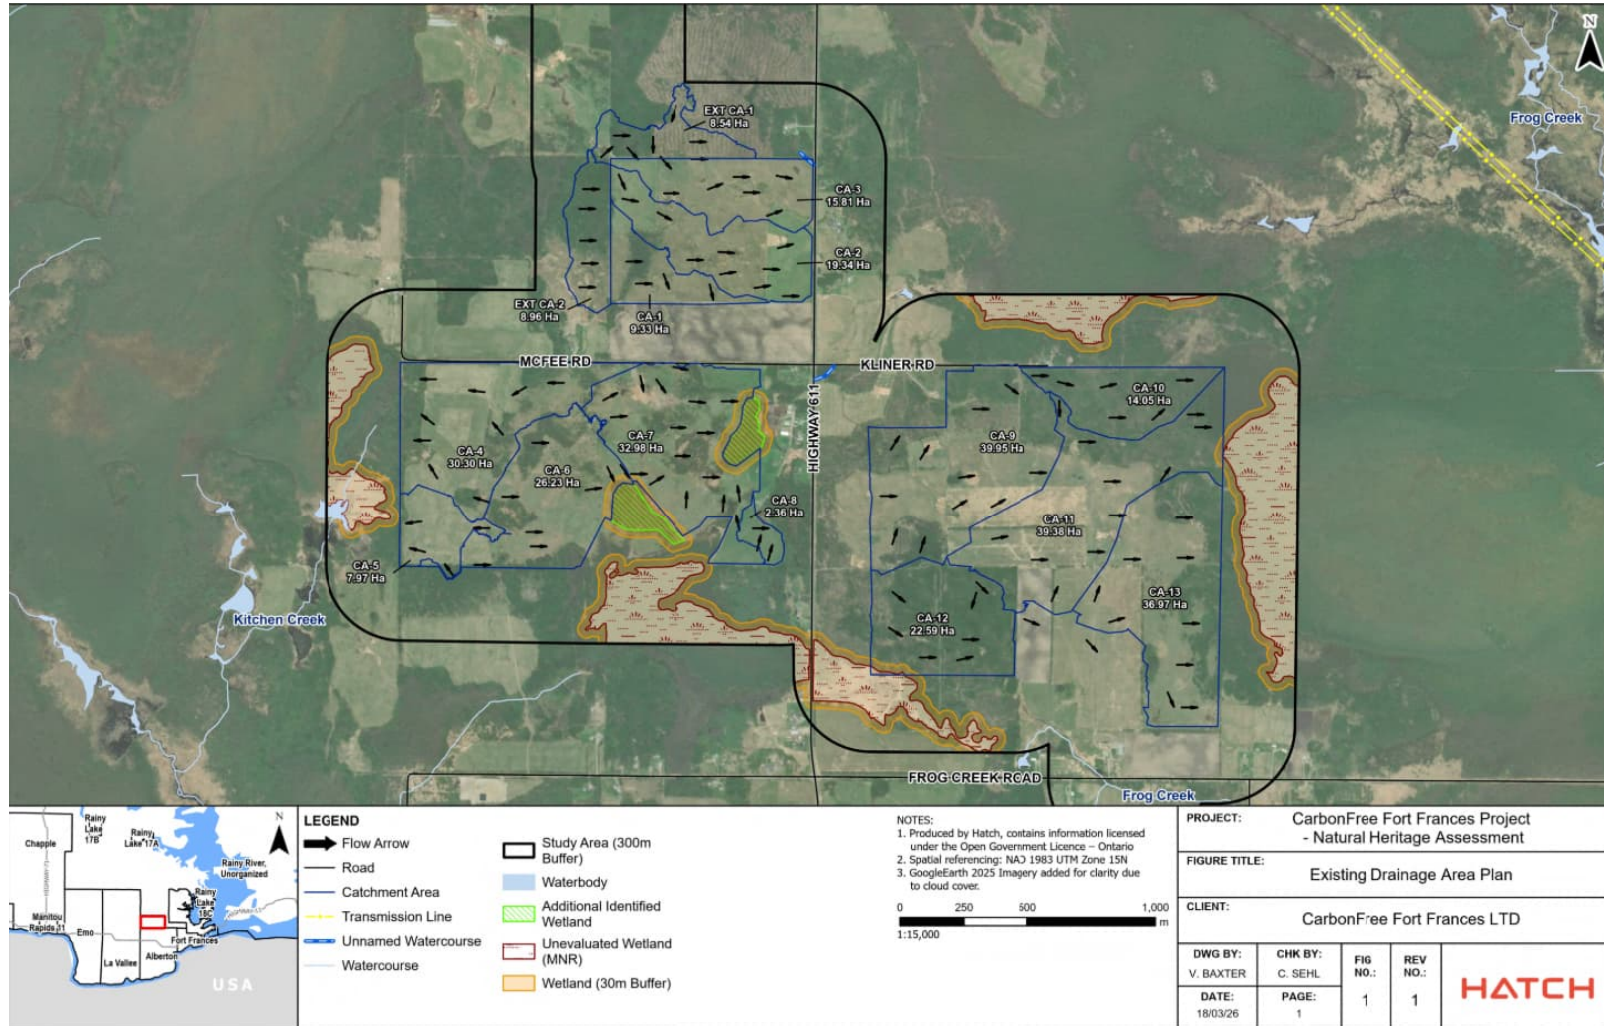 N
Frog Creek
EXT CA-1
8.54 Ha
CA-3
15.81 Ha
CA-2
19.34 Ha
EXT CA-2
8.96 Ha
CA-1
9.33 Ha
MCFEE RD
KLINER RD
HIGHWAY 611
CA-10
14.05 Ha
CA-7
32.98 Ha
CA-9
39.95 Ha
CA-4
30.30 Ha
CA-6
26.23 Ha
CA-8
2.36 Ha
CA-11
39.38 Ha
CA-5
7.97 Ha
CA-13
36.97 Ha
Kitchen Creek
CA-12
22.59 Ha
FROG CREEK ROAD
Frog Creek
N
Rainy
Lake
17B
Rainy
Lake 17A
Chapple
HIGHWAY 71
Rainy River,
Unorganized
Rainy
Lake
18C
Manitou
Rapids 11
Emo
Fort Frances
La Vallee
Alberton
USA
LEGEND
Flow Arrow
Road
Catchment Area
Transmission Line
Unnamed Watercourse
Watercourse
Study Area (300m
Buffer)
Waterbody
Additional Identified
Wetland
Unevaluated Wetland
(MNR)
Wetland (30m Buffer)
NOTES:
1. Produced by Hatch, contains information licensed
under the Open Government Licence – Ontario
2. Spatial referencing: NAD 1983 UTM Zone 15N
3. GoogleEarth 2025 Imagery added for clarity due
to cloud cover.
0 250 500 1,000
m
1:15,000
PROJECT:
CarbonFree Fort Frances Project
- Natural Heritage Assessment
FIGURE TITLE:
Existing Drainage Area Plan
CLIENT:
CarbonFree Fort Frances LTD
DWG BY:
V. BAXTER
CHK BY:
C. SEHL
FIG
NO.:
1
REV
NO.:
1
DATE:
18/03/26
PAGE:
1
HATCH